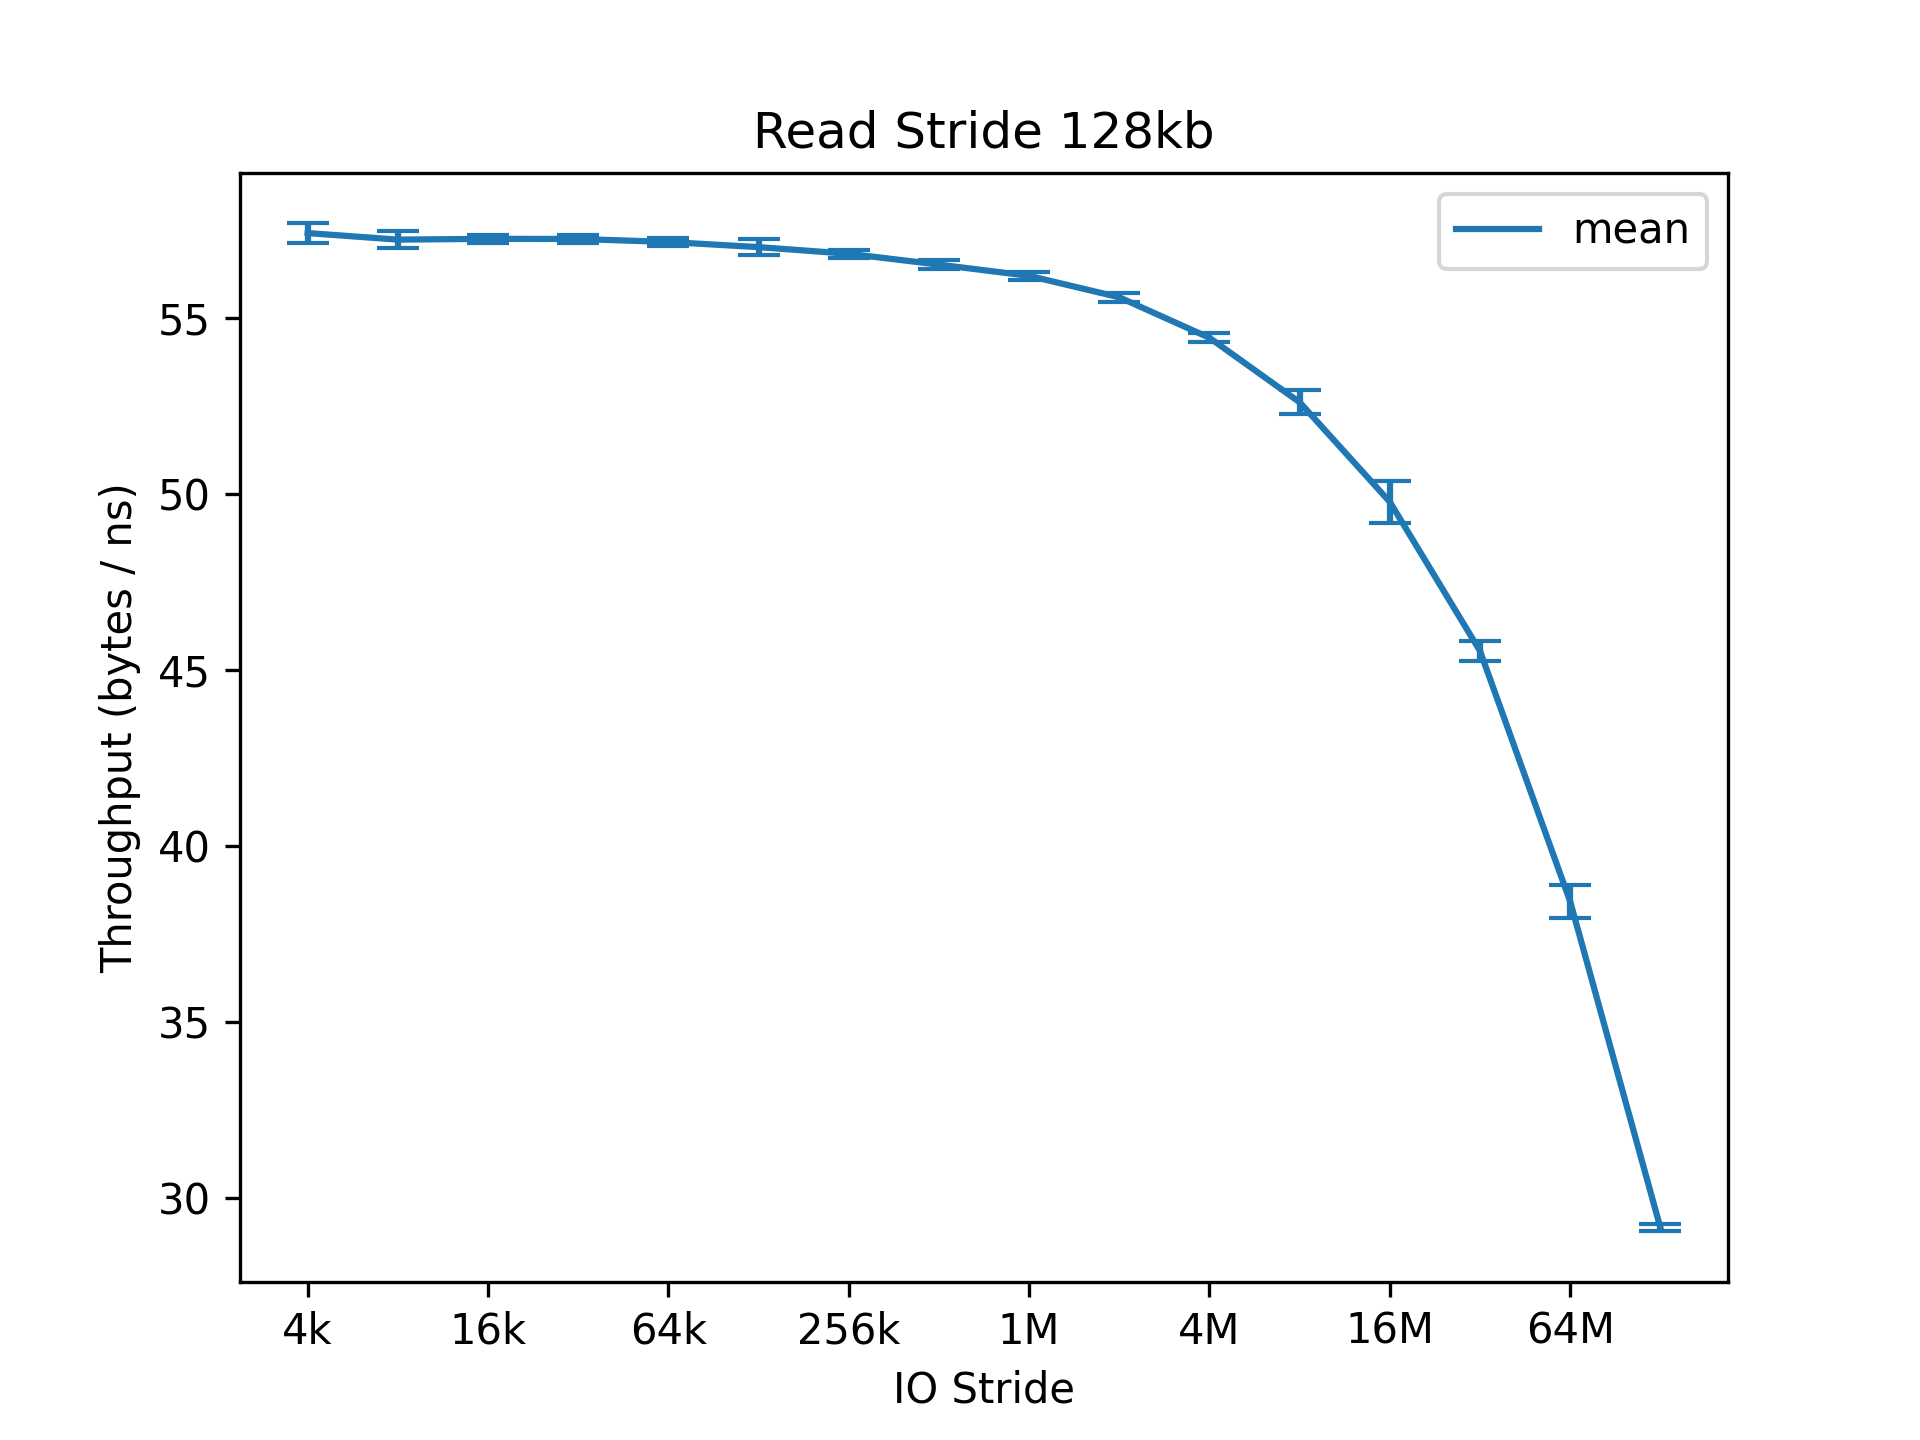 Read Stride 128kb
mean
Throughput (bytes / ns)
55
50
45
40
35
30
4k 16k 64k 256k 1M 4M 16M 64M
IO Stride